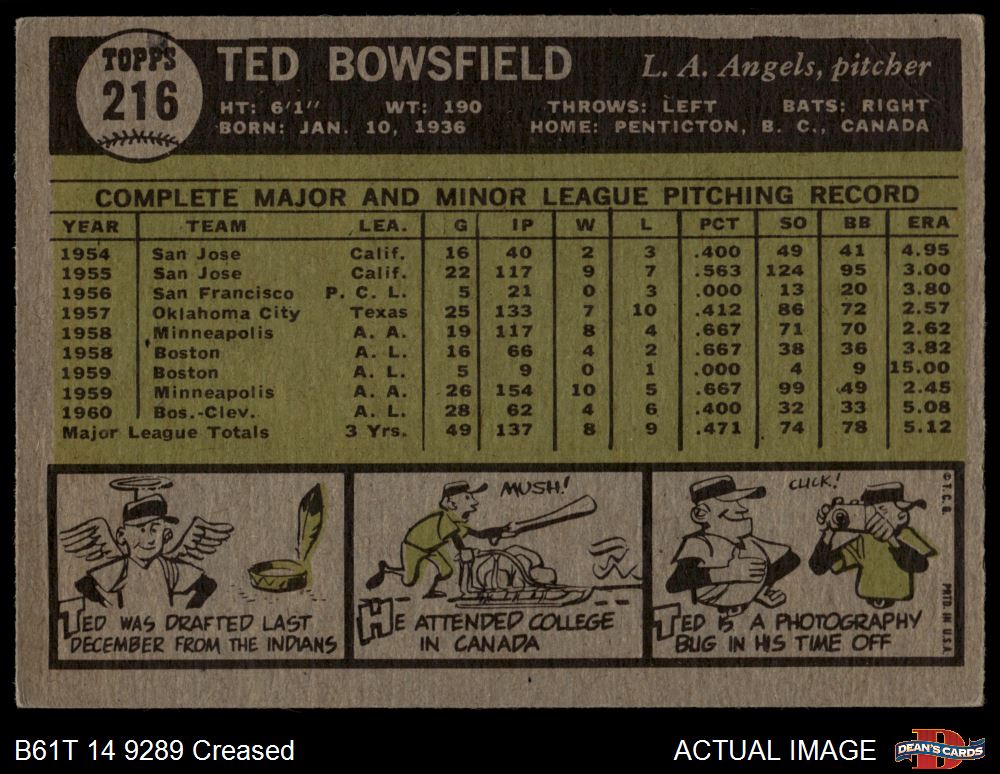 TOPPS
216
TED BOWSFIELD
L. A. Angels, pitcher
HT: 6'1" WT: 190 THROWS: LEFT BATS: RIGHT
BORN: JAN. 10, 1936 HOME: PENTICTON, B. C., CANADA
COMPLETE MAJOR AND MINOR LEAGUE PITCHING RECORD
YEAR TEAM LEA. G IP W L PCT SO BB ERA
1954 San Jose Calif. 16 40 2 3 .400 49 41 4.95
1955 San Jose Calif. 22 117 9 7 .563 124 95 3.00
1956 San Francisco P. C. L. 5 21 0 3 .000 13 20 3.80
1957 Oklahoma City Texas 25 133 7 10 .412 86 72 2.57
1958 Minneapolis A. A. 19 117 8 4 .667 71 70 2.62
1958 Boston A. L. 16 66 4 2 .667 38 36 3.82
1959 Boston A. L. 5 9 0 1 .000 4 9 15.00
1959 Minneapolis A. A. 26 154 10 5 .667 99 49 2.45
1960 Bos.-Clev. A. L. 28 62 4 6 .400 32 33 5.08
Major League Totals 3 Yrs. 49 137 8 9 .471 74 78 5.12
TED WAS DRAFTED LAST
DECEMBER FROM THE INDIANS
MUSH!
HE ATTENDED COLLEGE
IN CANADA
CLICK!
TED IS A PHOTOGRAPHY
BUG IN HIS TIME OFF
© T. C. G. PRTD. IN U.S.A.
B61T 14 9289 Creased
ACTUAL IMAGE
D
DEAN'S CARDS